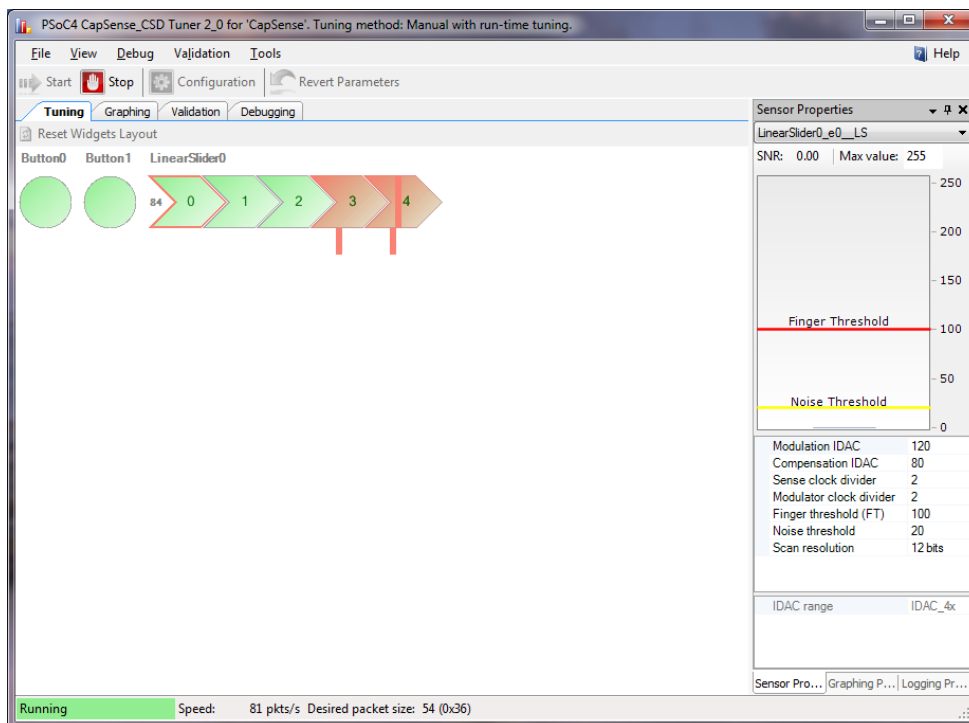 PSoC4 CapSense_CSD Tuner 2_0 for 'CapSense'. Tuning method: Manual with run-time tuning.
File View Debug Validation Tools Help
Start Stop Configuration Revert Parameters
Tuning Graphing Validation Debugging
Reset Widgets Layout
Button0 Button1 LinearSlider0
84 0 1 2 3 4
Sensor Properties
LinearSlider0_e0__LS
SNR: 0.00 Max value: 255
250
200
150
Finger Threshold
100
50
Noise Threshold
0
Modulation IDAC 120
Compensation IDAC 80
Sense clock divider 2
Modulator clock divider 2
Finger threshold (FT) 100
Noise threshold 20
Scan resolution 12 bits
IDAC range IDAC_4x
Sensor Pro... Graphing P... Logging Pr...
Running Speed: 81 pkts/s Desired packet size: 54 (0x36)